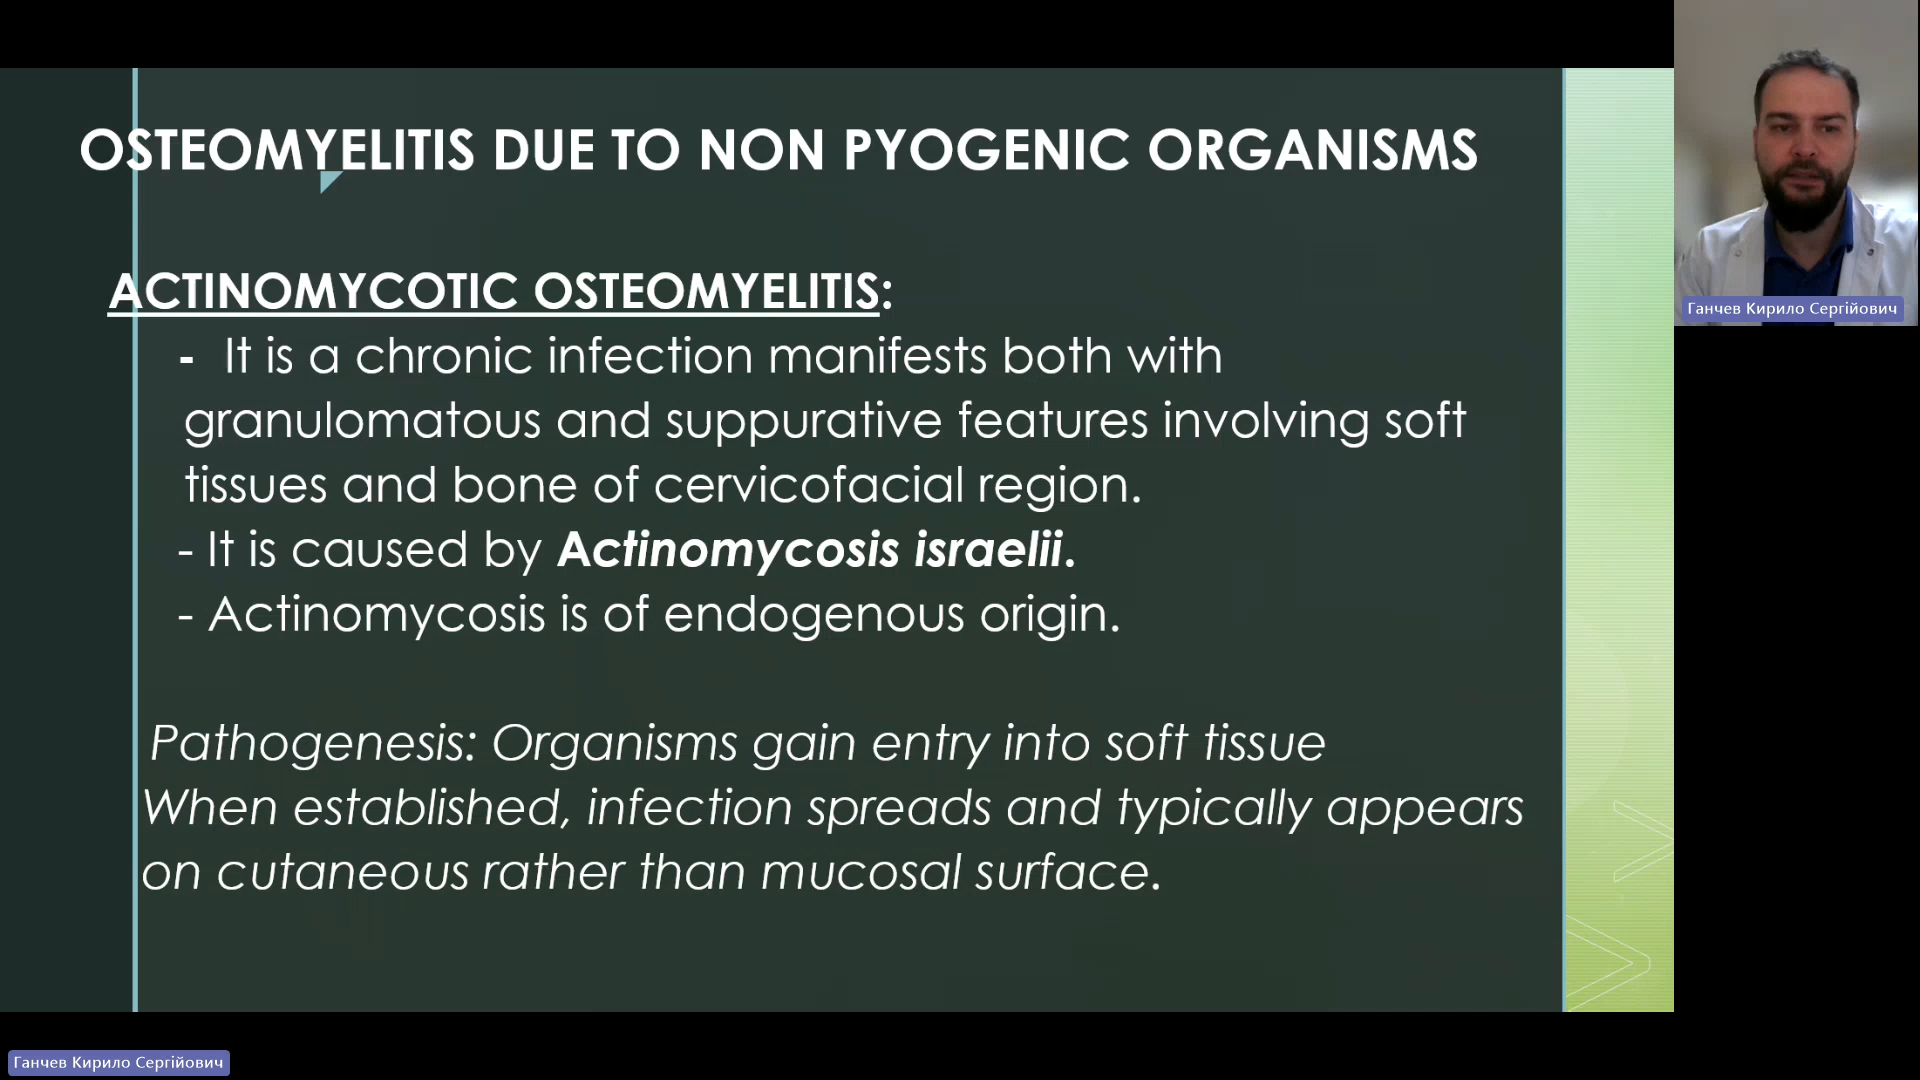 OSTEOMYELITIS DUE TO NON PYOGENIC ORGANISMS
ACTINOMYCOTIC OSTEOMYELITIS:
- It is a chronic infection manifests both with
granulomatous and suppurative features involving soft
tissues and bone of cervicofacial region.
- It is caused by Actinomycosis israelii.
- Actinomycosis is of endogenous origin.
Pathogenesis: Organisms gain entry into soft tissue
When established, infection spreads and typically appears
on cutaneous rather than mucosal surface.
Ганчев Кирило Сергійович
Ганчев Кирило Сергійович